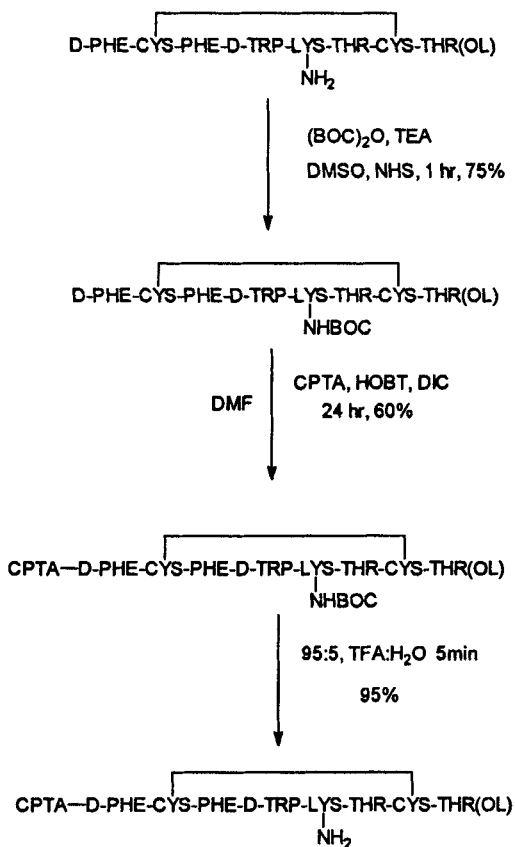 D-PHE-CYS-PHE-D-TRP-LYS-THR-CYS-THR(OL)
NH2
(BOC)2O, TEA
DMSO, NHS, 1 hr, 75%
D-PHE-CYS-PHE-D-TRP-LYS-THR-CYS-THR(OL)
NHBOC
CPTA, HOBT, DIC
DMF
24 hr, 60%
CPTA—D-PHE-CYS-PHE-D-TRP-LYS-THR-CYS-THR(OL)
NHBOC
95:5, TFA:H2O 5min
95%
CPTA—D-PHE-CYS-PHE-D-TRP-LYS-THR-CYS-THR(OL)
NH2